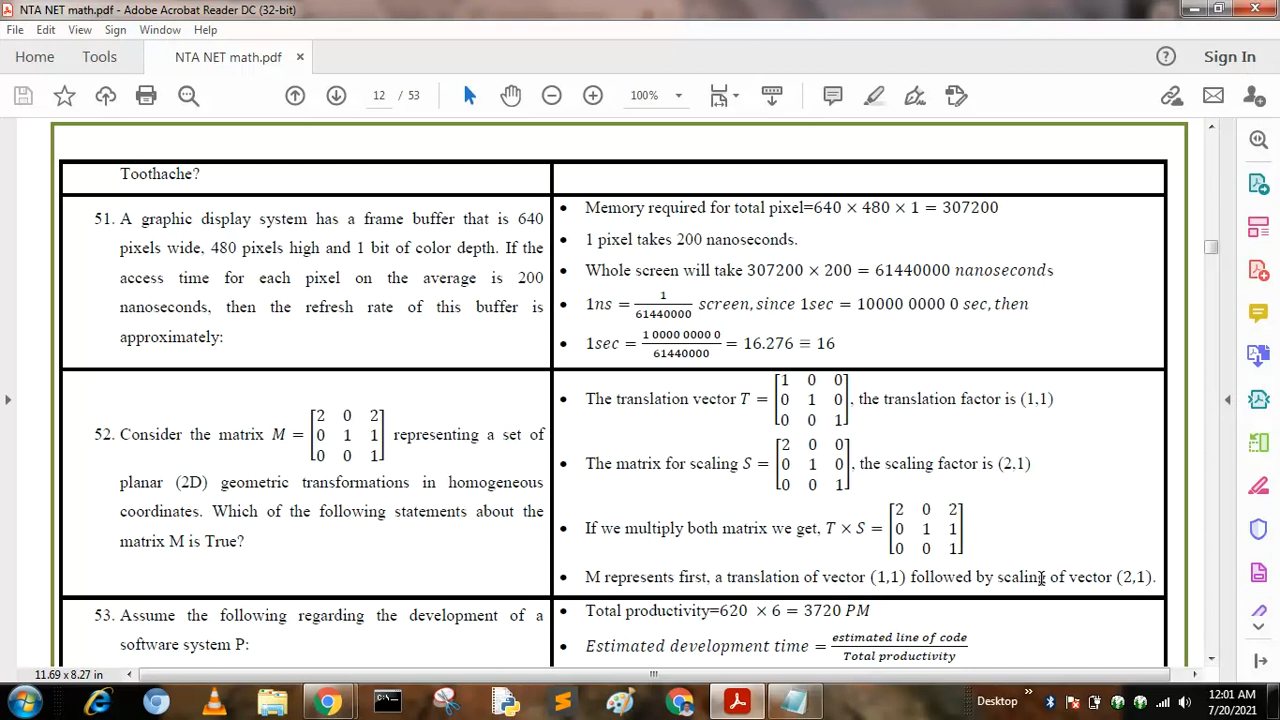 NTA NET math.pdf - Adobe Acrobat Reader DC (32-bit)
File Edit View Sign Window Help
Home Tools NTA NET math.pdf × Sign In
12 / 53 100%
Toothache?
51. A graphic display system has a frame buffer that is 640
pixels wide, 480 pixels high and 1 bit of color depth. If the
access time for each pixel on the average is 200
nanoseconds, then the refresh rate of this buffer is
approximately:
• Memory required for total pixel=640 × 480 × 1 = 307200
• 1 pixel takes 200 nanoseconds.
• Whole screen will take 307200 × 200 = 61440000 nanoseconds
• 1ns = 1/61440000 screen, since 1sec = 10000 0000 0 sec, then
• 1sec = 1 0000 0000 0/61440000 = 16.276 ≡ 16
52. Consider the matrix M = [2 0 2; 0 1 1; 0 0 1] representing a set of
planar (2D) geometric transformations in homogeneous
coordinates. Which of the following statements about the
matrix M is True?
• The translation vector T = [1 0 0; 0 1 0; 0 0 1], the translation factor is (1,1)
• The matrix for scaling S = [2 0 0; 0 1 0; 0 0 1], the scaling factor is (2.1)
• If we multiply both matrix we get, T × S = [2 0 2; 0 1 1; 0 0 1]
• M represents first, a translation of vector (1,1) followed by scaling of vector (2,1).
53. Assume the following regarding the development of a
software system P:
• Total productivity=620 × 6 = 3720 PM
• Estimated development time = estimated line of code/Total productivity
11.69 x 8.27 in
Desktop 12:01 AM
7/20/2021